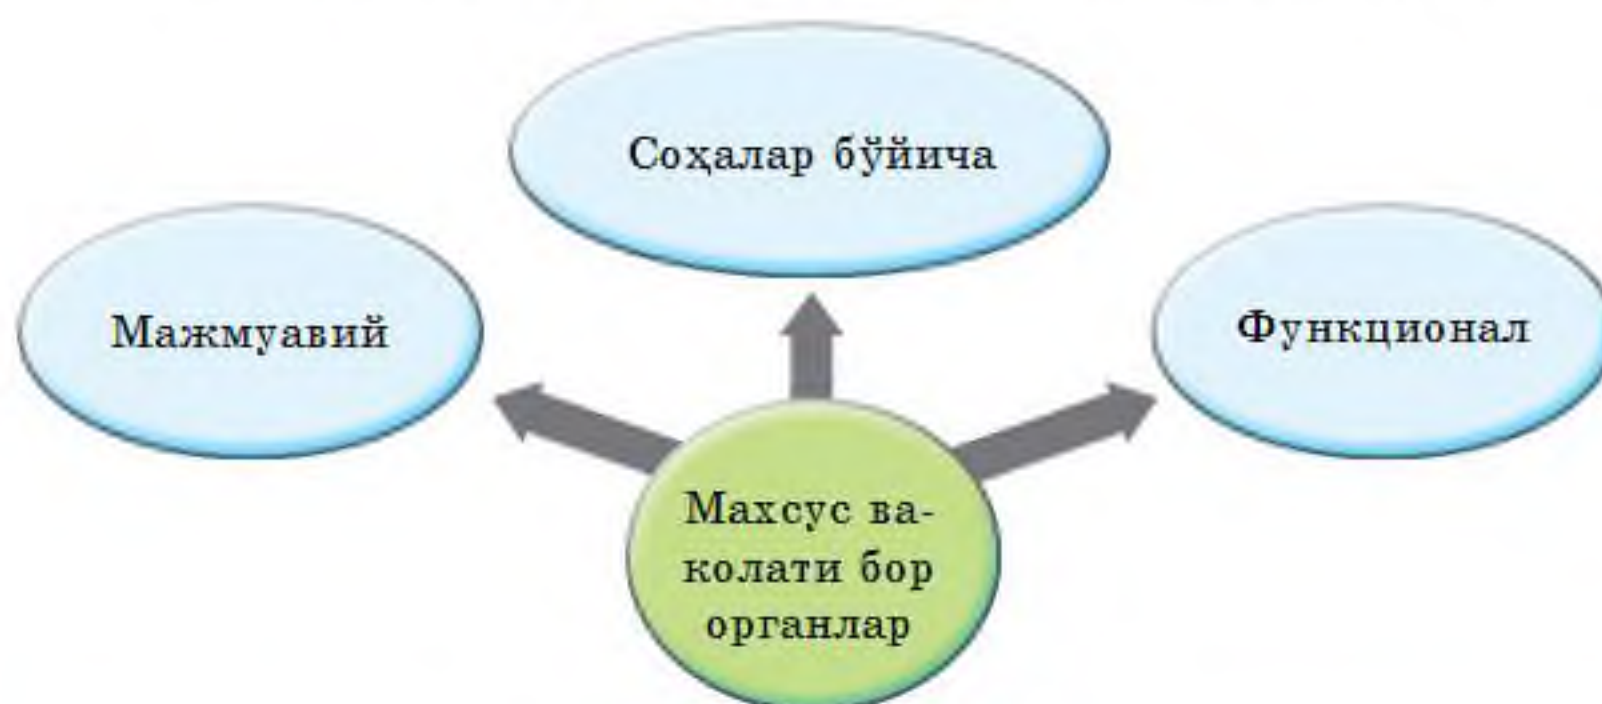 Соҳалар бўйича
Мажмуавий
Функционал
Махсус ва-
колати бор
органлар